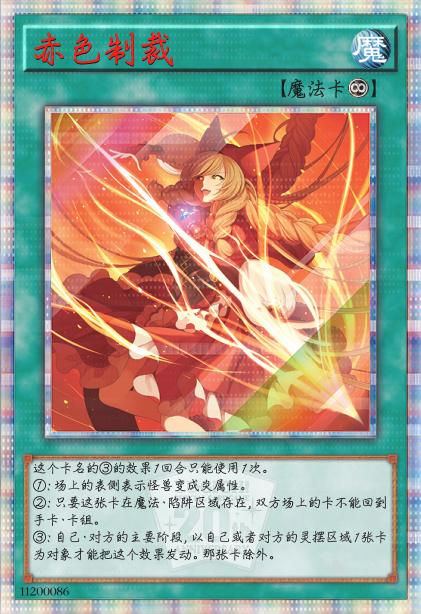 赤色制裁
魔
【魔法卡♾】
这个卡名的③的效果1回合只能使用1次。
①：场上的表侧表示怪兽变成炎属性。
②：只要这张卡在魔法·陷阱区域存在，双方场上的卡不能回到
手卡·卡组。
③：自己·对方的主要阶段，以自己或者对方的灵摆区域1张卡
为对象才能把这个效果发动。那张卡除外。
11200086